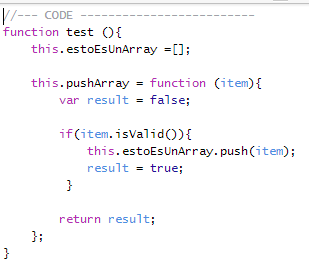 //--- CODE -------------------------
function test (){
    this.estoEsUnArray =[];
    this.pushArray = function (item){
        var result = false;
        if(item.isValid()){
            this.estoEsUnArray.push(item);
            result = true;
         }
        return result;
    };
}